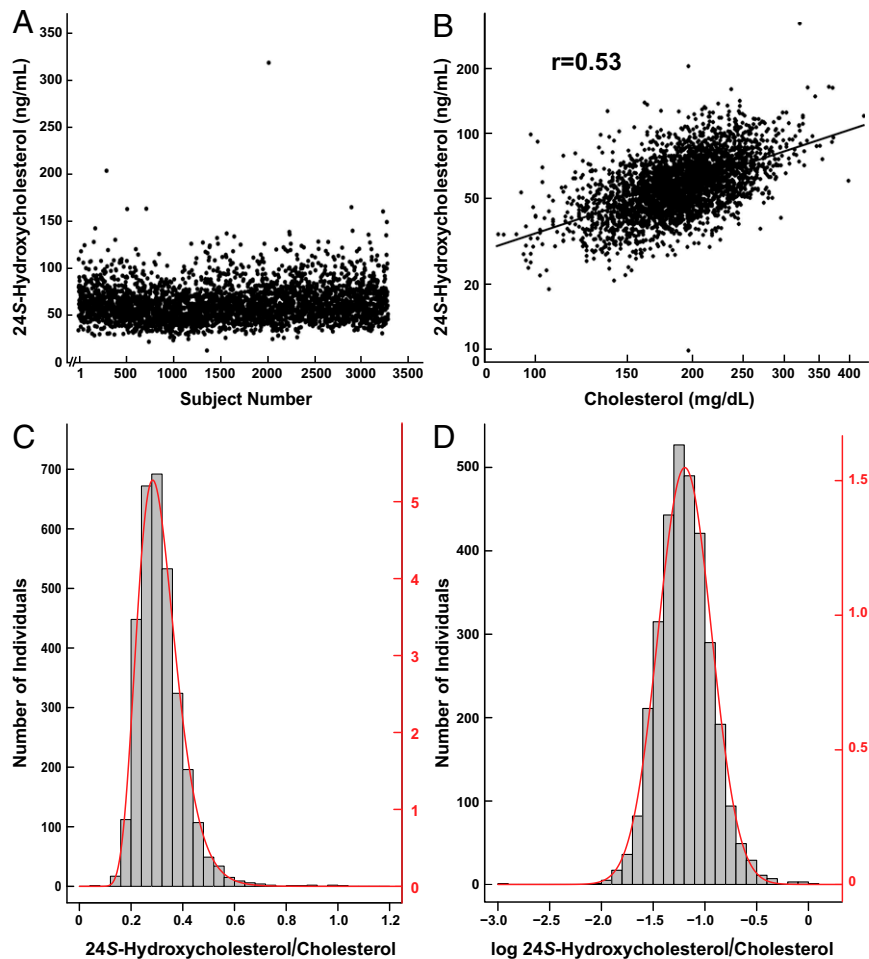 A
B
24S-Hydroxycholesterol (ng/mL)
350
300
250
200
150
100
50
0
1 500 1000 1500 2000 2500 3000 3500
Subject Number
24S-Hydroxycholesterol (ng/mL)
r=0.53
200
100
50
20
10
0
0 100 150 200 250 300 350 400
Cholesterol (mg/dL)
C
D
Number of Individuals
700
600
500
400
300
200
100
0
5
4
3
2
1
0
0 0.2 0.4 0.6 0.8 1.0 1.2
24S-Hydroxycholesterol/Cholesterol
Number of Individuals
500
400
300
200
100
0
1.5
1.0
0.5
0
−3.0 −2.5 −2.0 −1.5 −1.0 −0.5 0
log 24S-Hydroxycholesterol/Cholesterol